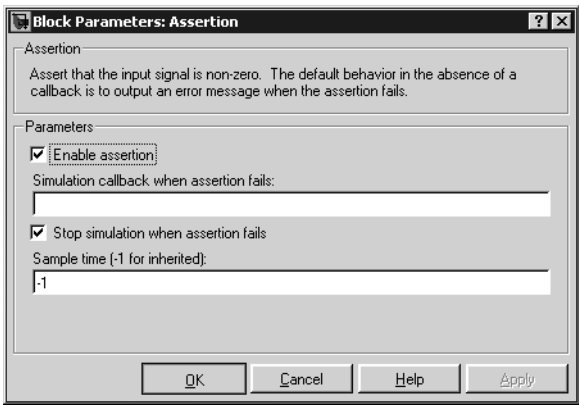 Block Parameters: Assertion
Assertion
Assert that the input signal is non-zero. The default behavior in the absence of a
callback is to output an error message when the assertion fails.
Parameters
Enable assertion
Simulation callback when assertion fails:
Stop simulation when assertion fails
Sample time (-1 for inherited):
-1
OK Cancel Help Apply